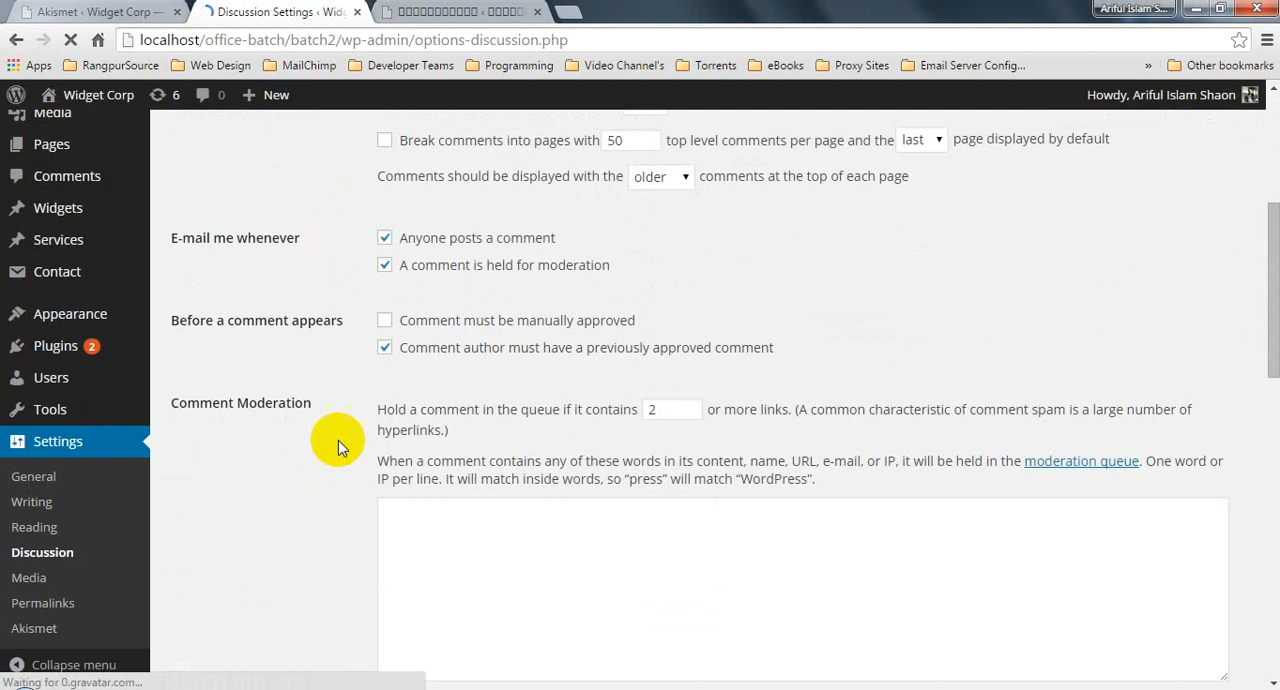 Akismet ‹ Widget Corp —
Discussion Settings ‹ Widg
Ariful Islam S...
localhost/office-batch/batch2/wp-admin/options-discussion.php
Apps RangpurSource Web Design MailChimp Developer Teams Programming Video Channel's Torrents eBooks Proxy Sites Email Server Config... » Other bookmarks
Widget Corp 6 0 New Howdy, Ariful Islam Shaon
Media
Pages
Comments
Widgets
Services
Contact
Appearance
Plugins 2
Users
Tools
Settings
General
Writing
Reading
Discussion
Media
Permalinks
Akismet
Collapse menu
Break comments into pages with 50 top level comments per page and the last page displayed by default
Comments should be displayed with the older comments at the top of each page
E-mail me whenever
Anyone posts a comment
A comment is held for moderation
Before a comment appears
Comment must be manually approved
Comment author must have a previously approved comment
Comment Moderation
Hold a comment in the queue if it contains 2 or more links. (A common characteristic of comment spam is a large number of
hyperlinks.)
When a comment contains any of these words in its content, name, URL, e-mail, or IP, it will be held in the moderation queue. One word or
IP per line. It will match inside words, so “press” will match “WordPress”.
Waiting for 0.gravatar.com...